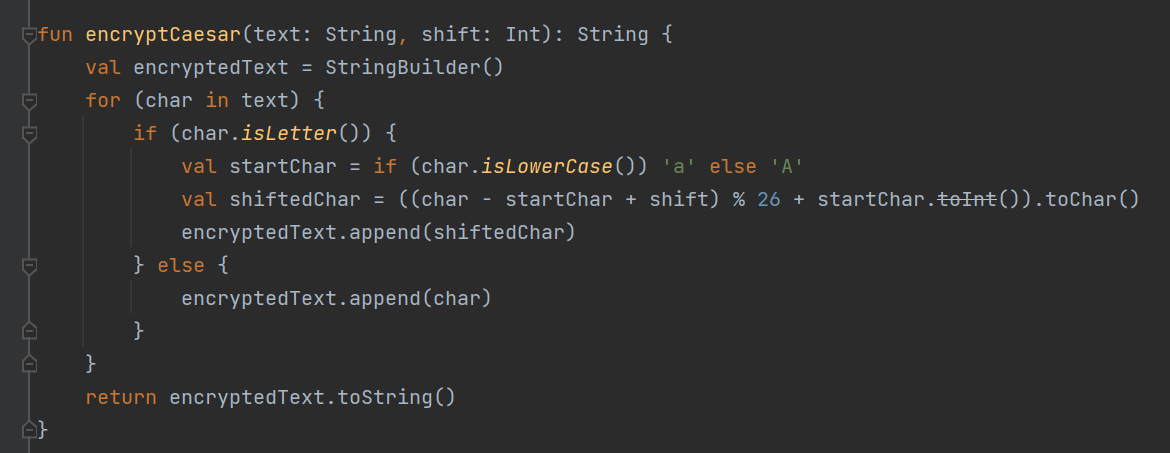 fun encryptCaesar(text: String, shift: Int): String {
    val encryptedText = StringBuilder()
    for (char in text) {
        if (char.isLetter()) {
            val startChar = if (char.isLowerCase()) 'a' else 'A'
            val shiftedChar = ((char - startChar + shift) % 26 + startChar.toInt()).toChar()
            encryptedText.append(shiftedChar)
        } else {
            encryptedText.append(char)
        }
    }
    return encryptedText.toString()
}